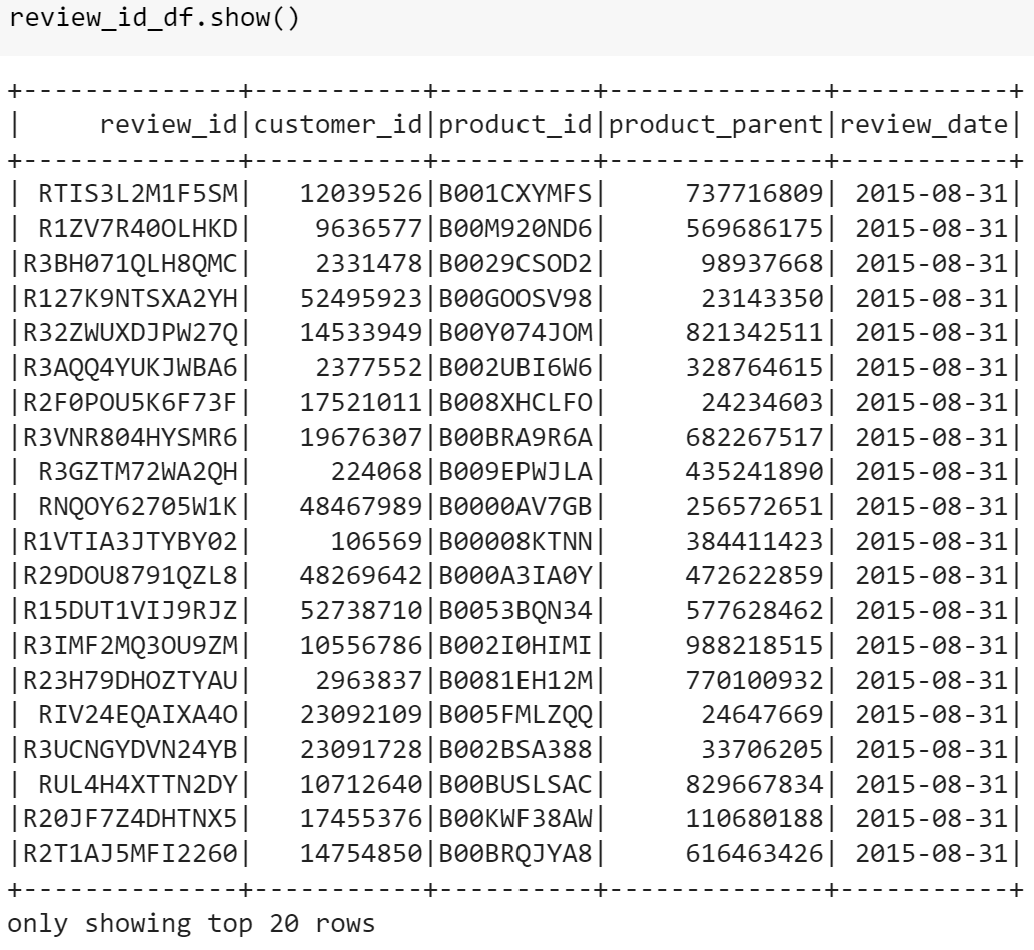 review_id_df.show()
+--------------+-----------+----------+--------------+-----------+
|     review_id|customer_id|product_id|product_parent|review_date|
+--------------+-----------+----------+--------------+-----------+
| RTIS3L2M1F5SM|   12039526|B001CXYMFS|     737716809| 2015-08-31|
| R1ZV7R40OLHKD|    9636577|B00M920ND6|     569686175| 2015-08-31|
|R3BH071QLH8QMC|    2331478|B0029CSOD2|      98937668| 2015-08-31|
|R127K9NTSXA2YH|   52495923|B00GOOSV98|      23143350| 2015-08-31|
|R32ZWUXDJPW27Q|   14533949|B00Y074JOM|     821342511| 2015-08-31|
|R3AQQ4YUKJWBA6|    2377552|B002UBI6W6|     328764615| 2015-08-31|
|R2F0POU5K6F73F|   17521011|B008XHCLFO|      24234603| 2015-08-31|
|R3VNR804HYSMR6|   19676307|B00BRA9R6A|     682267517| 2015-08-31|
| R3GZTM72WA2QH|     224068|B009EPWJLA|     435241890| 2015-08-31|
| RNQOY62705W1K|   48467989|B0000AV7GB|     256572651| 2015-08-31|
|R1VTIA3JTYBY02|     106569|B00008KTNN|     384411423| 2015-08-31|
|R29DOU8791QZL8|   48269642|B000A3IA0Y|     472622859| 2015-08-31|
|R15DUT1VIJ9RJZ|   52738710|B0053BQN34|     577628462| 2015-08-31|
|R3IMF2MQ3OU9ZM|   10556786|B002I0HIMI|     988218515| 2015-08-31|
|R23H79DHOZTYAU|    2963837|B0081EH12M|     770100932| 2015-08-31|
| RIV24EQAIXA4O|   23092109|B005FMLZQQ|      24647669| 2015-08-31|
|R3UCNGYDVN24YB|   23091728|B002BSA388|      33706205| 2015-08-31|
| RUL4H4XTTN2DY|   10712640|B00BUSLSAC|     829667834| 2015-08-31|
|R20JF7Z4DHTNX5|   17455376|B00KWF38AW|     110680188| 2015-08-31|
|R2T1AJ5MFI2260|   14754850|B00BRQJYA8|     616463426| 2015-08-31|
+--------------+-----------+----------+--------------+-----------+
only showing top 20 rows